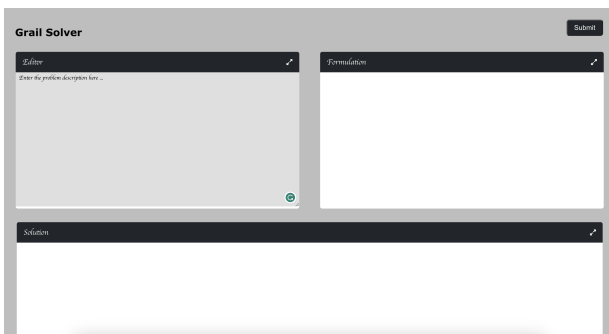 Grail Solver
Submit
Editor
Formulation
Enter the problem description here ...
Solution